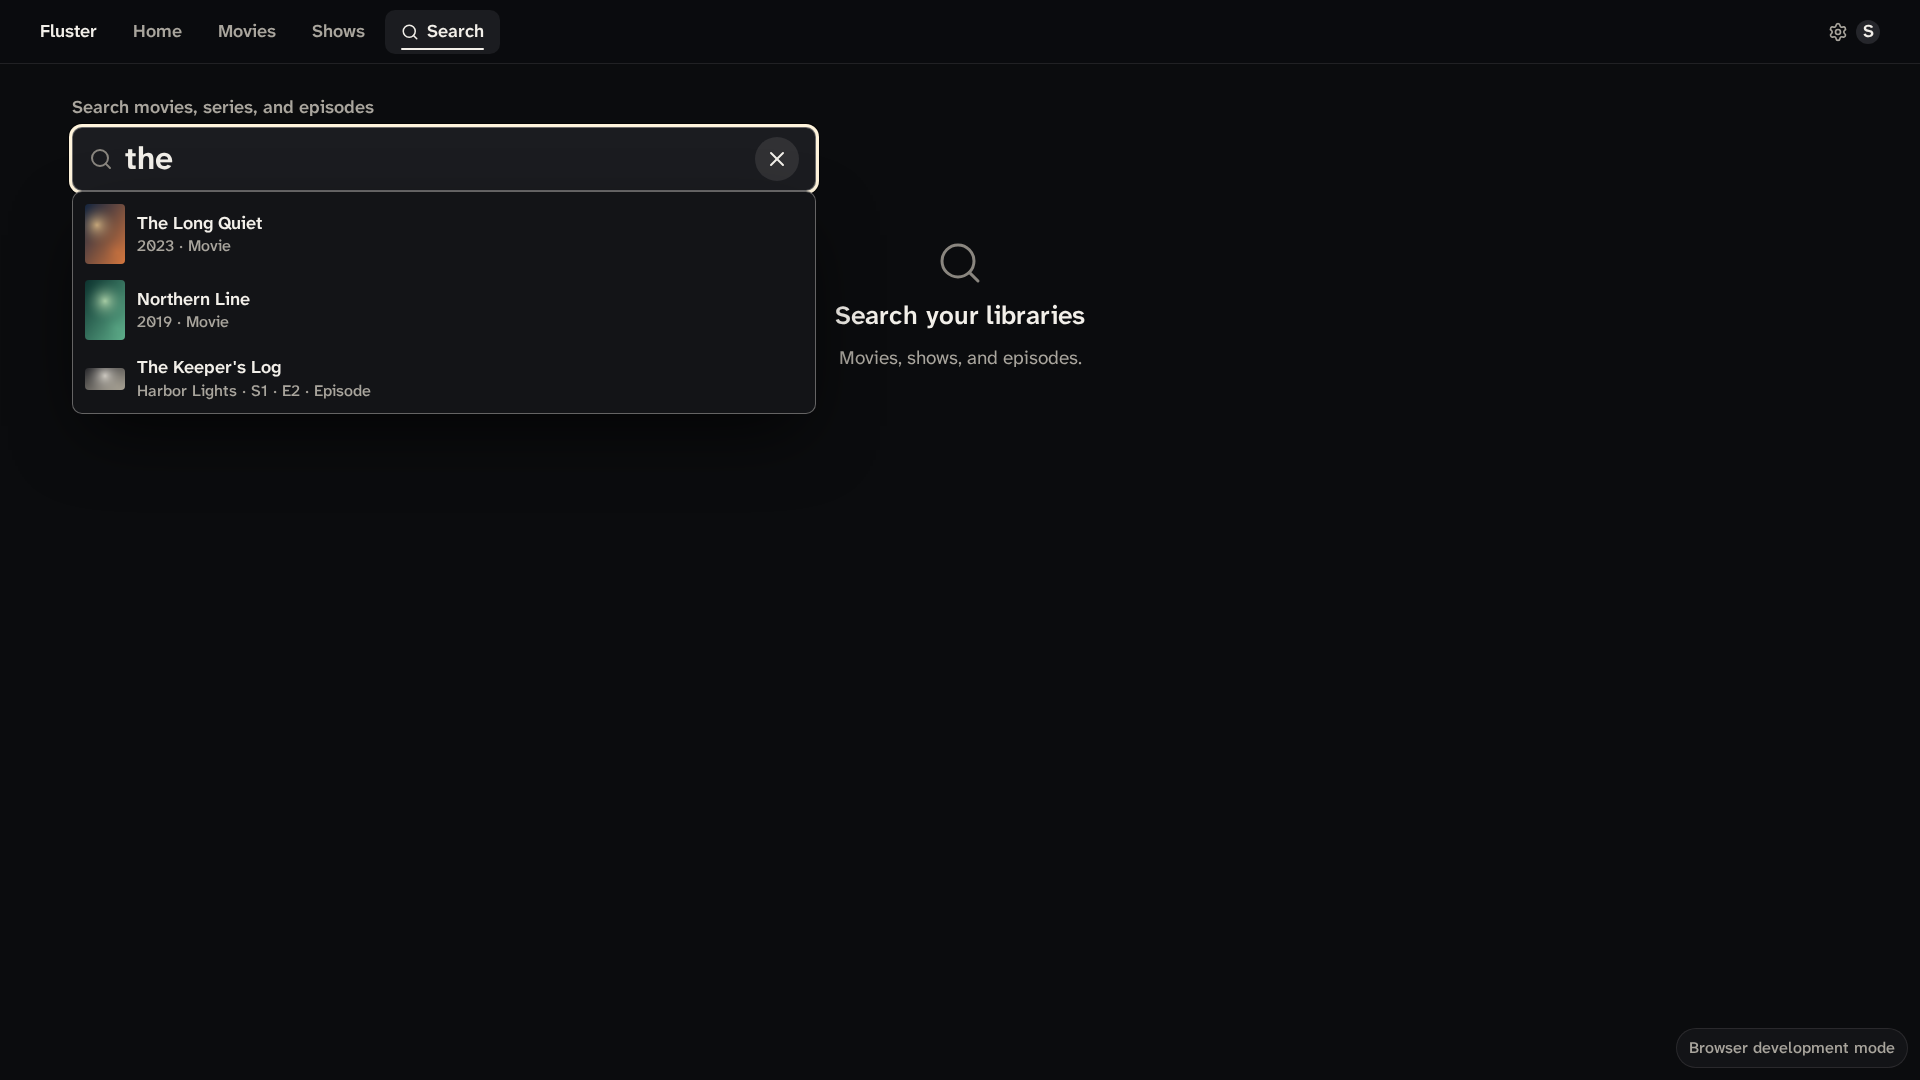 Fluster Home Movies Shows Search S
Search movies, series, and episodes
the
The Long Quiet
2023 · Movie
Northern Line
2019 · Movie
The Keeper's Log
Harbor Lights · S1 · E2 · Episode
Search your libraries
Movies, shows, and episodes.
Browser development mode